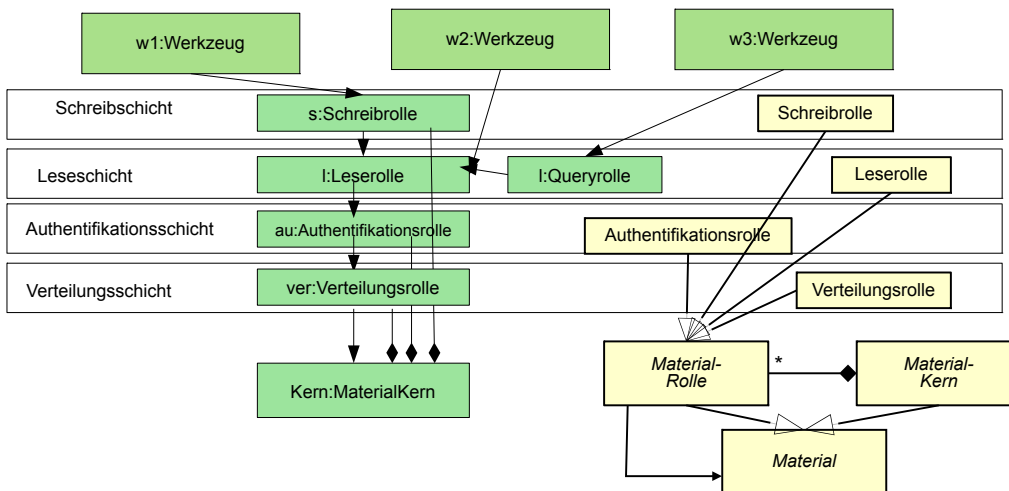 w1:Werkzeug
w2:Werkzeug
w3:Werkzeug
Schreibschicht
s:Schreibrolle
Schreibrolle
Leseschicht
l:Leserolle
l:Queryrolle
Leserolle
Authentifikationsschicht
au:Authentifikationsrolle
Authentifikationsrolle
Verteilungsschicht
ver:Verteilungsrolle
Verteilungsrolle
Kern:MaterialKern
Material-
Rolle
*
Material-
Kern
Material